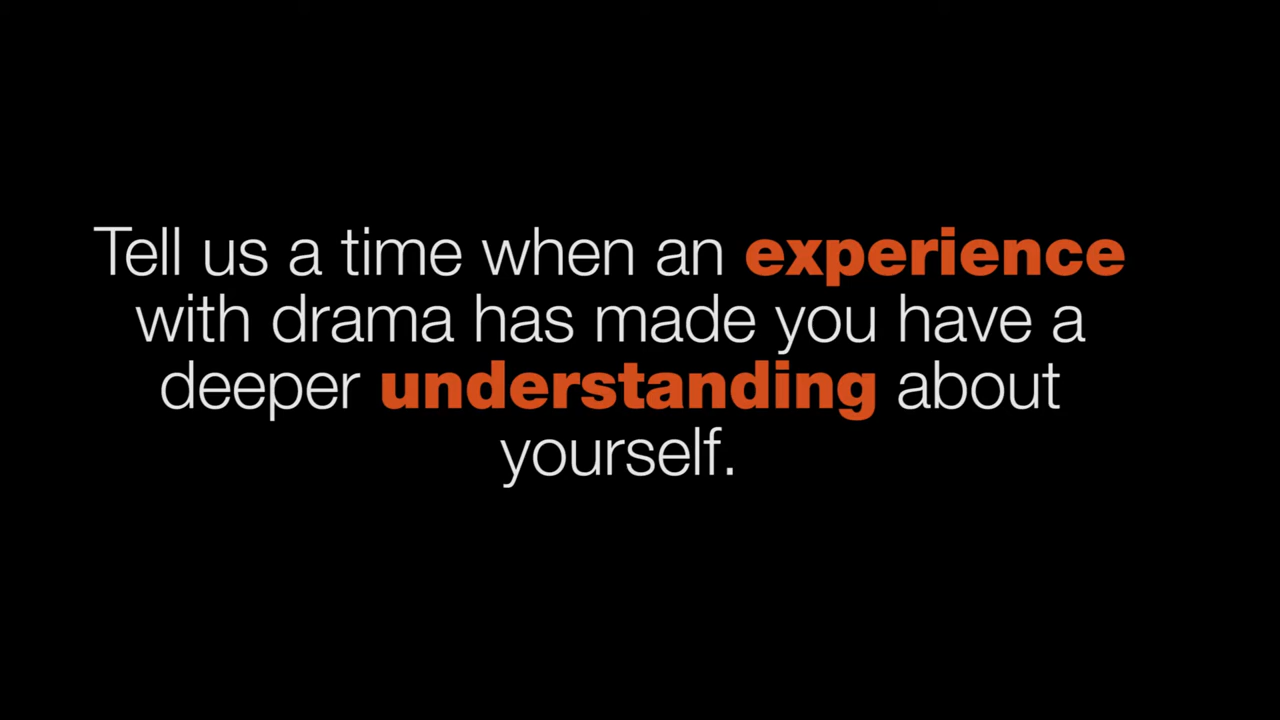 Tell us a time when an experience
with drama has made you have a
deeper understanding about
yourself.